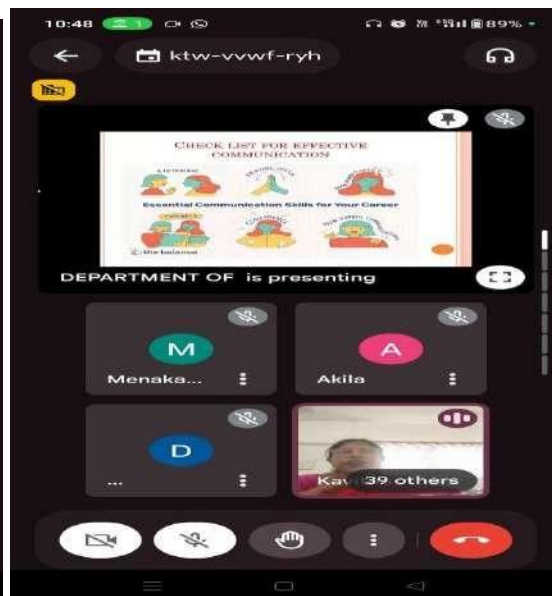 10:48
1
89%
ktw-vvwf-ryh
CHECK LIST FOR EFFECTIVE
COMMUNICATION
Essential Communication Skills for Your Career
the balance
DEPARTMENT OF is presenting
M
Menaka...
A
Akila
D
...
39 others